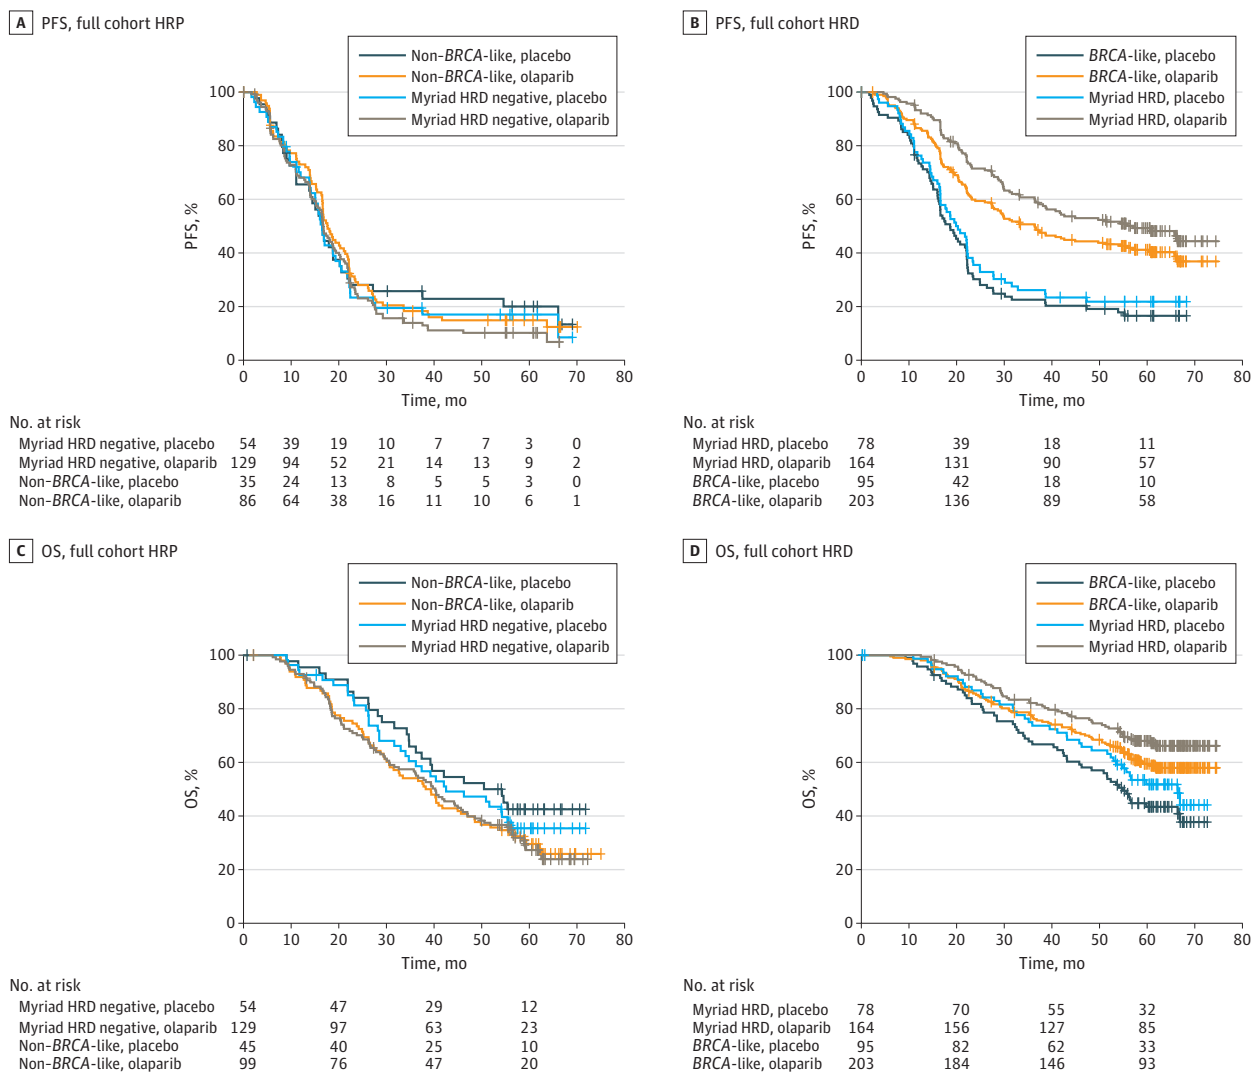 A PFS, full cohort HRP
Non-BRCA-like, placebo
Non-BRCA-like, olaparib
Myriad HRD negative, placebo
Myriad HRD negative, olaparib
100
80
60
40
20
0
PFS, %
0 10 20 30 40 50 60 70 80
Time, mo
No. at risk
Myriad HRD negative, placebo 54 39 19 10 7 7 3 0
Myriad HRD negative, olaparib 129 94 52 21 14 13 9 2
Non-BRCA-like, placebo 35 24 13 8 5 5 3 0
Non-BRCA-like, olaparib 86 64 38 16 11 10 6 1
B PFS, full cohort HRD
BRCA-like, placebo
BRCA-like, olaparib
Myriad HRD, placebo
Myriad HRD, olaparib
100
80
60
40
20
0
PFS, %
0 10 20 30 40 50 60 70 80
Time, mo
No. at risk
Myriad HRD, placebo 78 39 18 11
Myriad HRD, olaparib 164 131 90 57
BRCA-like, placebo 95 42 18 10
BRCA-like, olaparib 203 136 89 58
C OS, full cohort HRP
Non-BRCA-like, placebo
Non-BRCA-like, olaparib
Myriad HRD negative, placebo
Myriad HRD negative, olaparib
100
80
60
40
20
0
OS, %
0 10 20 30 40 50 60 70 80
Time, mo
No. at risk
Myriad HRD negative, placebo 54 47 29 12
Myriad HRD negative, olaparib 129 97 63 23
Non-BRCA-like, placebo 45 40 25 10
Non-BRCA-like, olaparib 99 76 47 20
D OS, full cohort HRD
BRCA-like, placebo
BRCA-like, olaparib
Myriad HRD, placebo
Myriad HRD, olaparib
100
80
60
40
20
0
OS, %
0 10 20 30 40 50 60 70 80
Time, mo
No. at risk
Myriad HRD, placebo 78 70 55 32
Myriad HRD, olaparib 164 156 127 85
BRCA-like, placebo 95 82 62 33
BRCA-like, olaparib 203 184 146 93